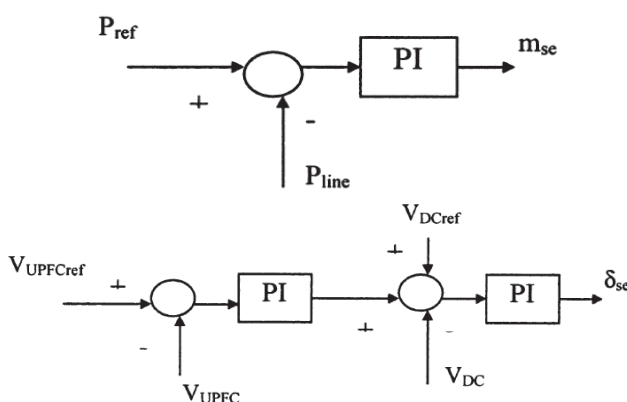 P_ref
PI
m_se
+
-
P_line
V_DCref
+
V_UPFCref
+
PI
PI
δ_se
-
+
-
V_UPFC
V_DC